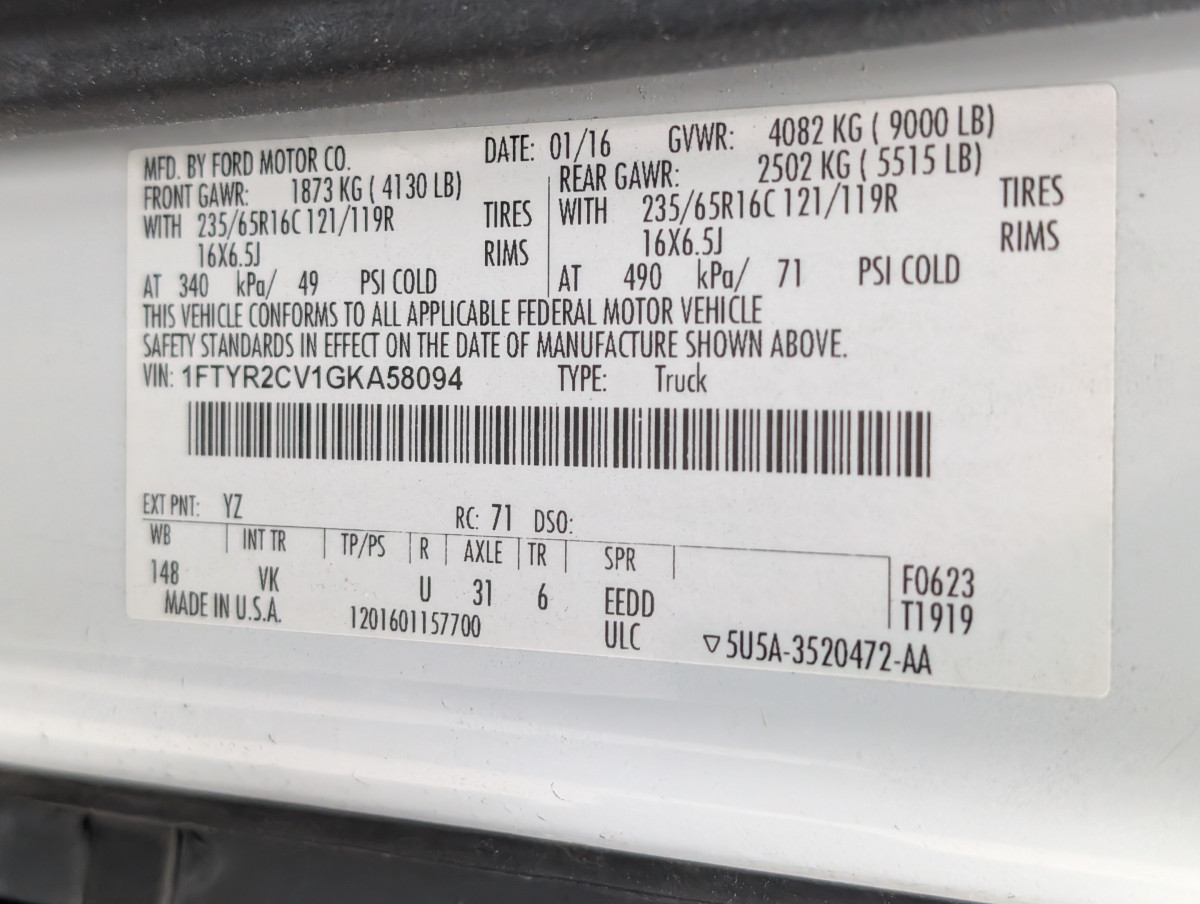 MFD. BY FORD MOTOR CO. DATE: 01/16 GVWR: 4082 KG ( 9000 LB)
FRONT GAWR: 1873 KG ( 4130 LB) REAR GAWR: 2502 KG ( 5515 LB)
WITH 235/65R16C 121/119R TIRES WITH 235/65R16C 121/119R TIRES
16X6.5J RIMS 16X6.5J RIMS
AT 340 kPa/ 49 PSI COLD AT 490 kPa/ 71 PSI COLD
THIS VEHICLE CONFORMS TO ALL APPLICABLE FEDERAL MOTOR VEHICLE
SAFETY STANDARDS IN EFFECT ON THE DATE OF MANUFACTURE SHOWN ABOVE.
VIN: 1FTYR2CV1GKA58094 TYPE: Truck
EXT PNT: YZ RC: 71 DSO:
WB INT TR TP/PS R AXLE TR SPR
148 VK U 31 6 EEDD F0623
MADE IN U.S.A. 1201601157700 ULC T1919
▽5U5A-3520472-AA